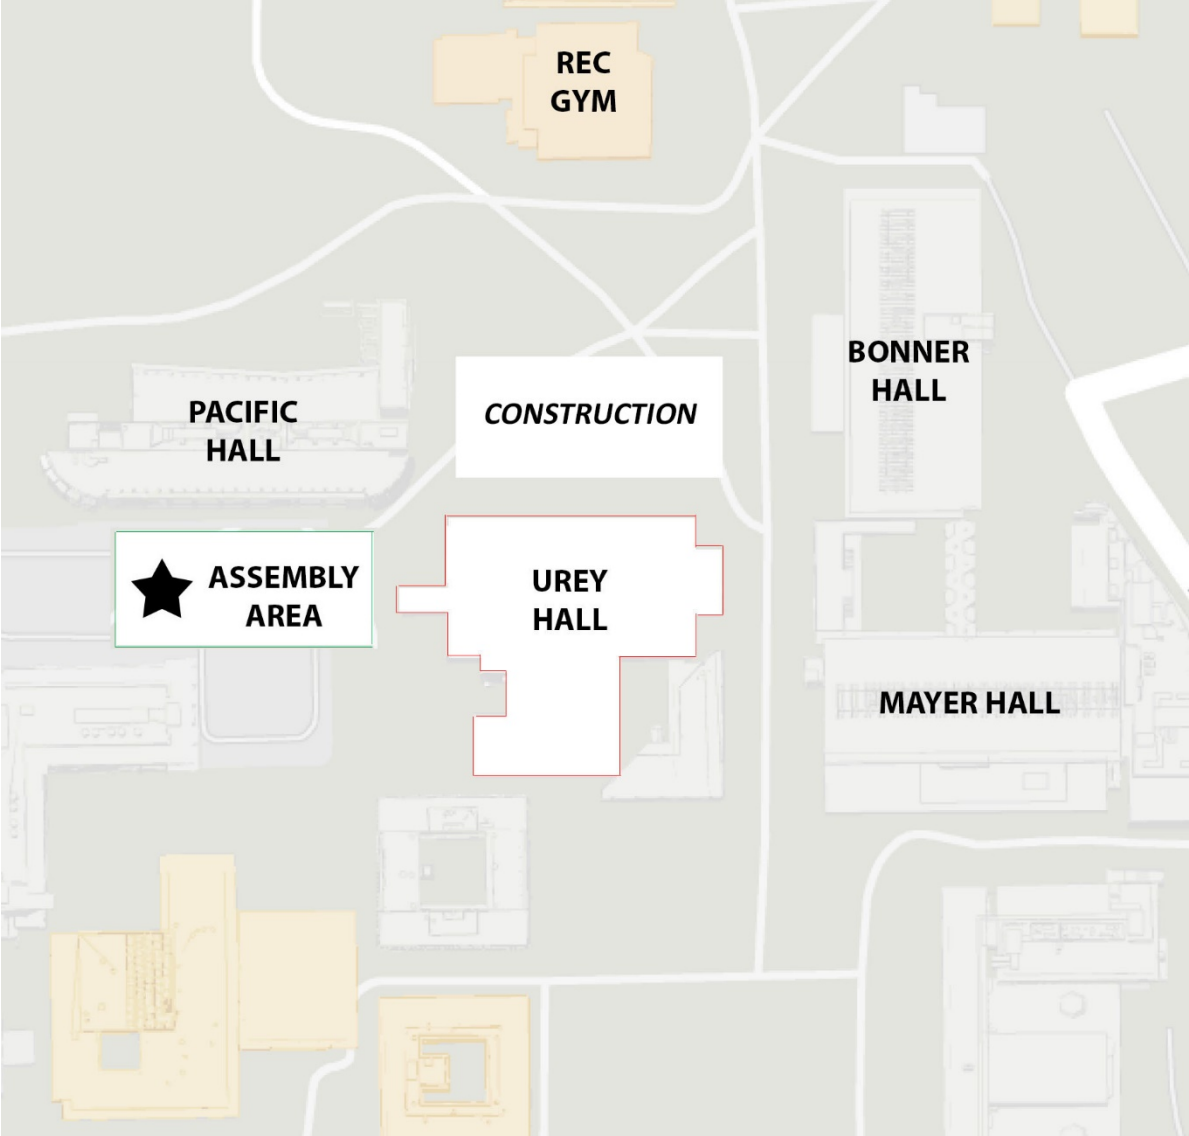 REC
GYM
BONNER
HALL
PACIFIC
HALL
CONSTRUCTION
ASSEMBLY
AREA
UREY
HALL
MAYER HALL